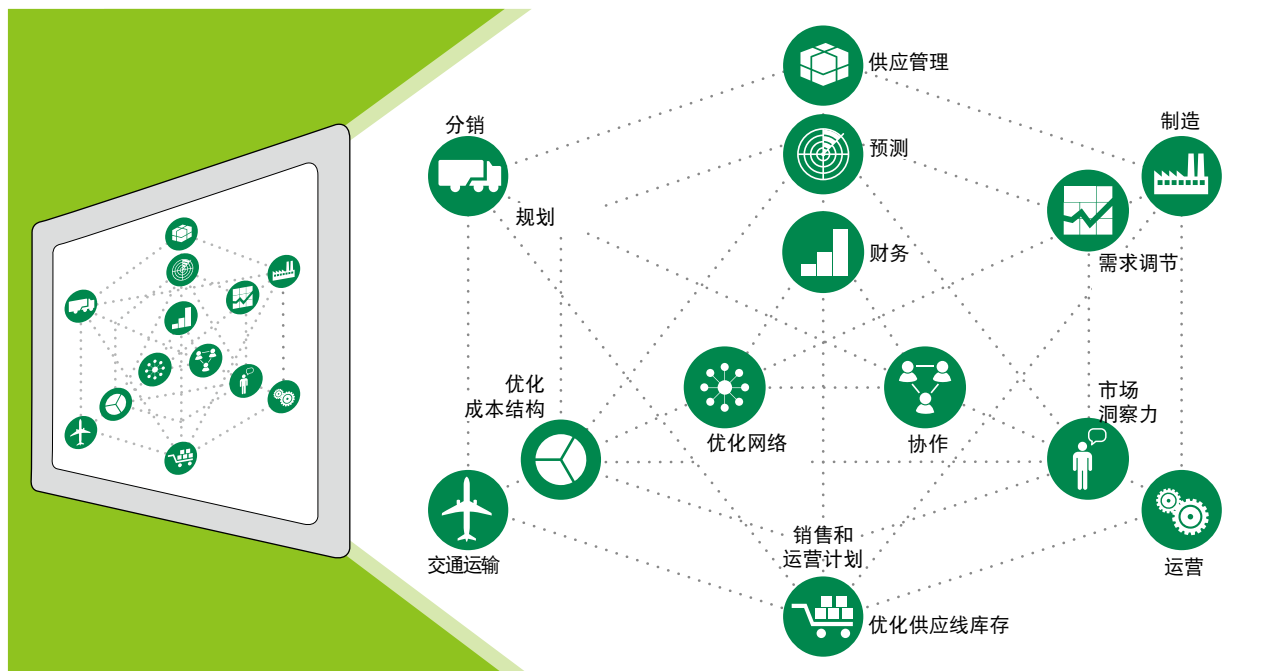 供应管理
分销
制造
预测
规划
财务
需求调节
优化
成本结构
市场
洞察力
优化网络
协作
销售和
运营计划
交通运输
运营
优化供应线库存